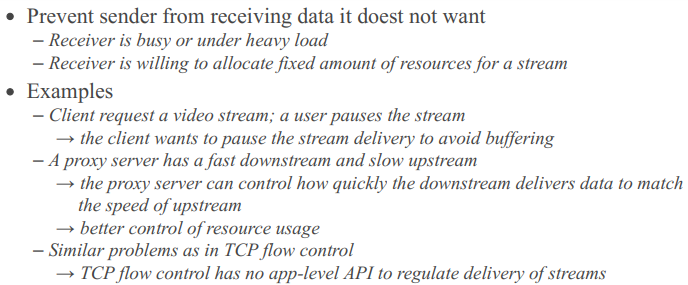 • Prevent sender from receiving data it doest not want
– Receiver is busy or under heavy load
– Receiver is willing to allocate fixed amount of resources for a stream
• Examples
– Client request a video stream; a user pauses the stream
→ the client wants to pause the stream delivery to avoid buffering
– A proxy server has a fast downstream and slow upstream
→ the proxy server can control how quickly the downstream delivers data to match
the speed of upstream
→ better control of resource usage
– Similar problems as in TCP flow control
→ TCP flow control has no app-level API to regulate delivery of streams